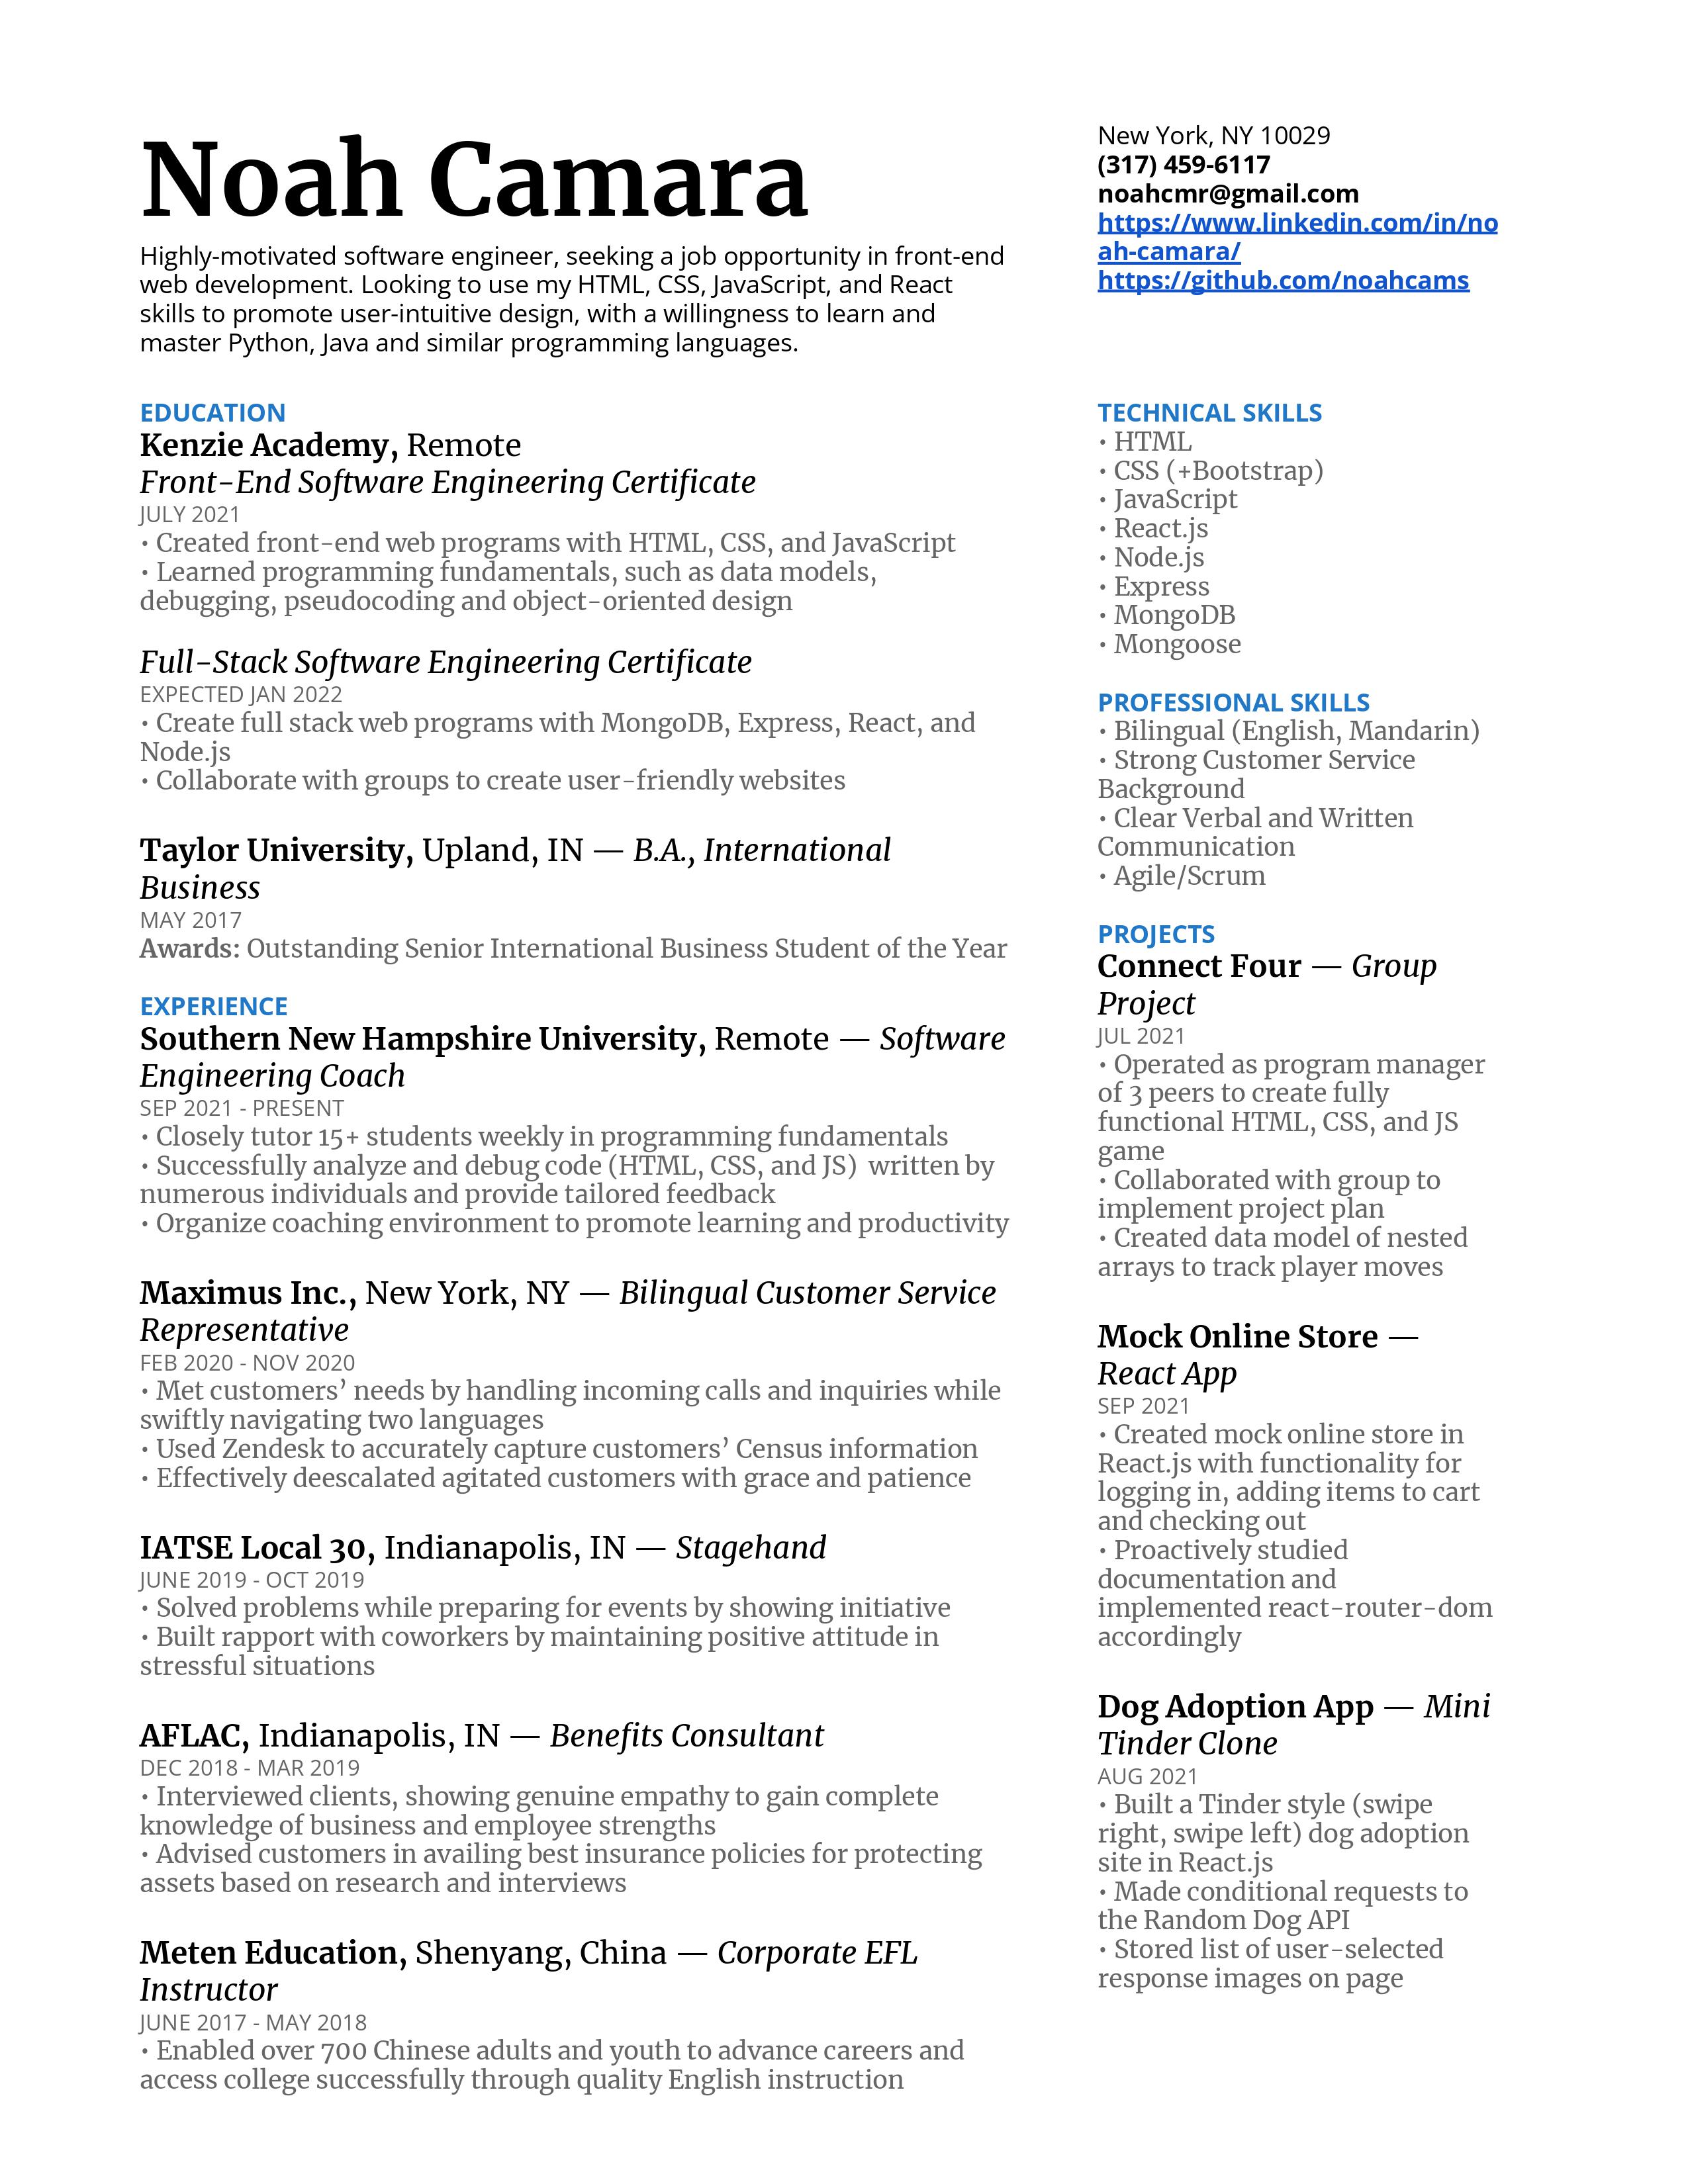 Noah Camara
Highly-motivated software engineer, seeking a job opportunity in front-end
web development. Looking to use my HTML, CSS, JavaScript, and React
skills to promote user-intuitive design, with a willingness to learn and
master Python, Java and similar programming languages.
New York, NY 10029
(317) 459-6117
noahcmr@gmail.com
https://www.linkedin.com/in/no
ah-camara/
https://github.com/noahcams
EDUCATION
Kenzie Academy, Remote
Front-End Software Engineering Certificate
JULY 2021
• Created front-end web programs with HTML, CSS, and JavaScript
• Learned programming fundamentals, such as data models,
debugging, pseudocoding and object-oriented design
Full-Stack Software Engineering Certificate
EXPECTED JAN 2022
• Create full stack web programs with MongoDB, Express, React, and
Node.js
• Collaborate with groups to create user-friendly websites
Taylor University, Upland, IN — B.A., International
Business
MAY 2017
Awards: Outstanding Senior International Business Student of the Year
EXPERIENCE
Southern New Hampshire University, Remote — Software
Engineering Coach
SEP 2021 - PRESENT
• Closely tutor 15+ students weekly in programming fundamentals
• Successfully analyze and debug code (HTML, CSS, and JS)  written by
numerous individuals and provide tailored feedback
• Organize coaching environment to promote learning and productivity
Maximus Inc., New York, NY — Bilingual Customer Service
Representative
FEB 2020 - NOV 2020
• Met customers’ needs by handling incoming calls and inquiries while
swiftly navigating two languages
• Used Zendesk to accurately capture customers’ Census information
• Effectively deescalated agitated customers with grace and patience
IATSE Local 30, Indianapolis, IN — Stagehand
JUNE 2019 - OCT 2019
• Solved problems while preparing for events by showing initiative
• Built rapport with coworkers by maintaining positive attitude in
stressful situations
AFLAC, Indianapolis, IN — Benefits Consultant
DEC 2018 - MAR 2019
• Interviewed clients, showing genuine empathy to gain complete
knowledge of business and employee strengths
• Advised customers in availing best insurance policies for protecting
assets based on research and interviews
Meten Education, Shenyang, China — Corporate EFL
Instructor
JUNE 2017 - MAY 2018
• Enabled over 700 Chinese adults and youth to advance careers and
access college successfully through quality English instruction
TECHNICAL SKILLS
• HTML
• CSS (+Bootstrap)
• JavaScript
• React.js
• Node.js
• Express
• MongoDB
• Mongoose
PROFESSIONAL SKILLS
• Bilingual (English, Mandarin)
• Strong Customer Service
Background
• Clear Verbal and Written
Communication
• Agile/Scrum
PROJECTS
Connect Four — Group
Project
JUL 2021
• Operated as program manager
of 3 peers to create fully
functional HTML, CSS, and JS
game
• Collaborated with group to
implement project plan
• Created data model of nested
arrays to track player moves
Mock Online Store —
React App
SEP 2021
• Created mock online store in
React.js with functionality for
logging in, adding items to cart
and checking out
• Proactively studied
documentation and
implemented react-router-dom
accordingly
Dog Adoption App — Mini
Tinder Clone
AUG 2021
• Built a Tinder style (swipe
right, swipe left) dog adoption
site in React.js
• Made conditional requests to
the Random Dog API
• Stored list of user-selected
response images on page